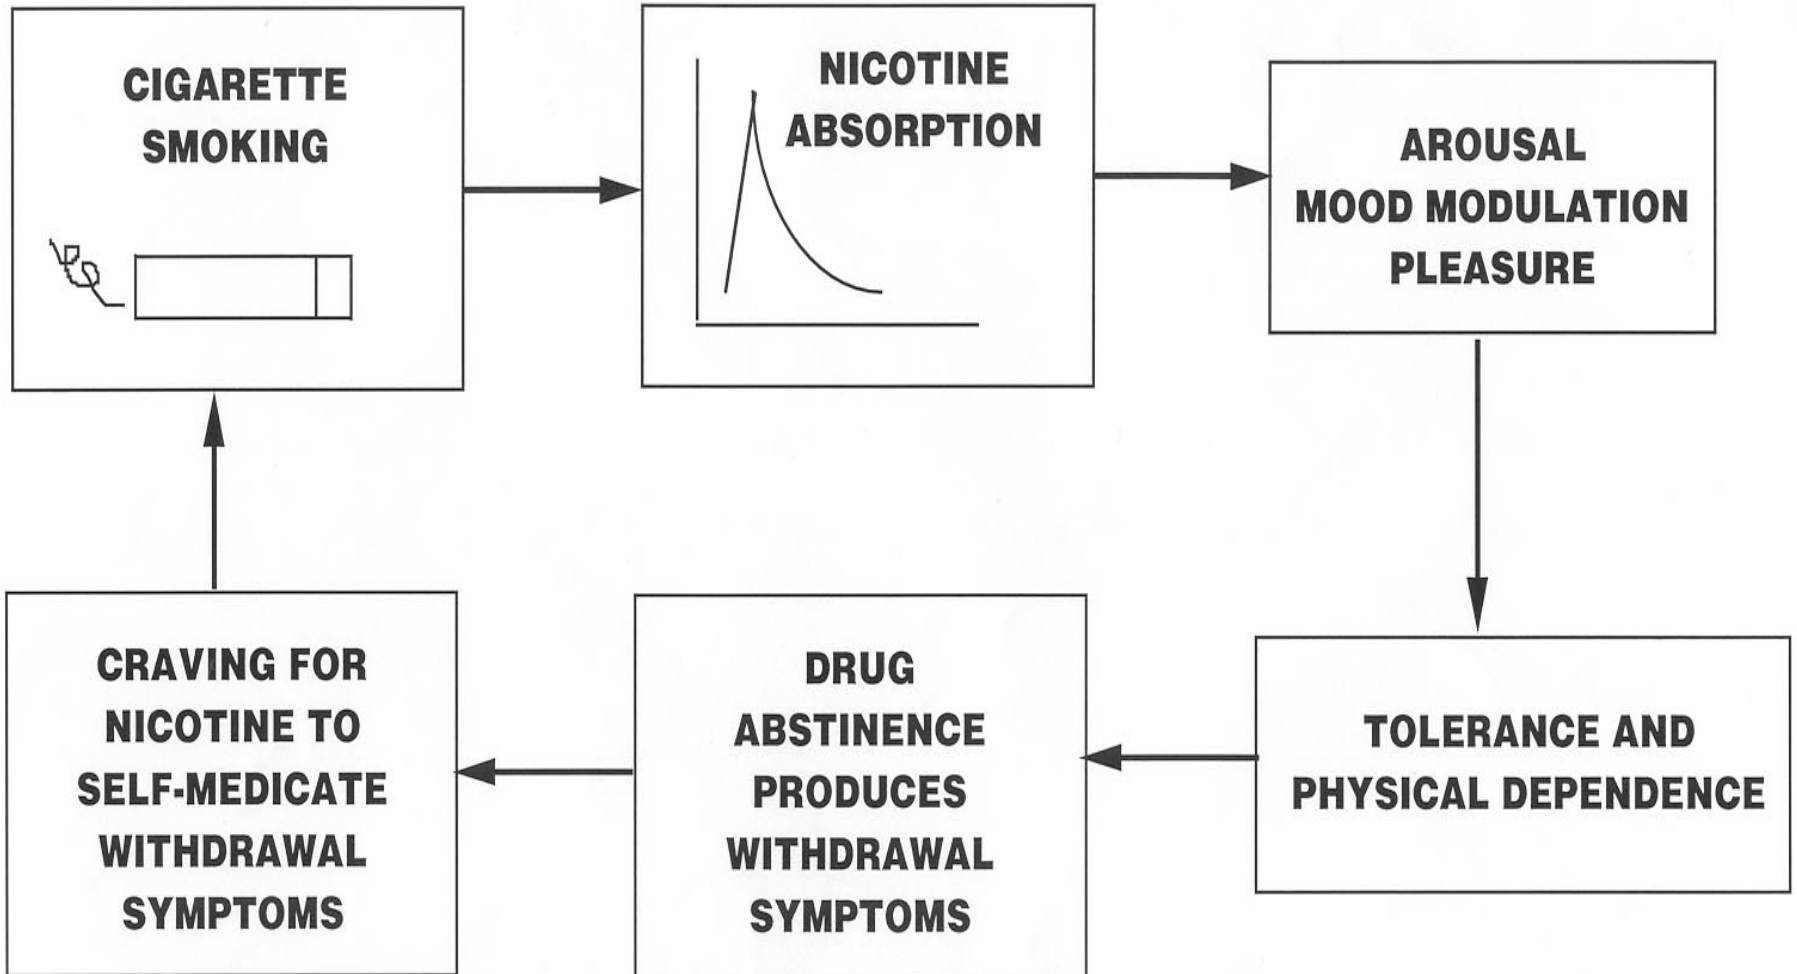 CIGARETTE
SMOKING
NICOTINE
ABSORPTION
AROUSAL
MOOD MODULATION
PLEASURE
TOLERANCE AND
PHYSICAL DEPENDENCE
DRUG
ABSTINENCE
PRODUCES
WITHDRAWAL
SYMPTOMS
CRAVING FOR
NICOTINE TO
SELF-MEDICATE
WITHDRAWAL
SYMPTOMS